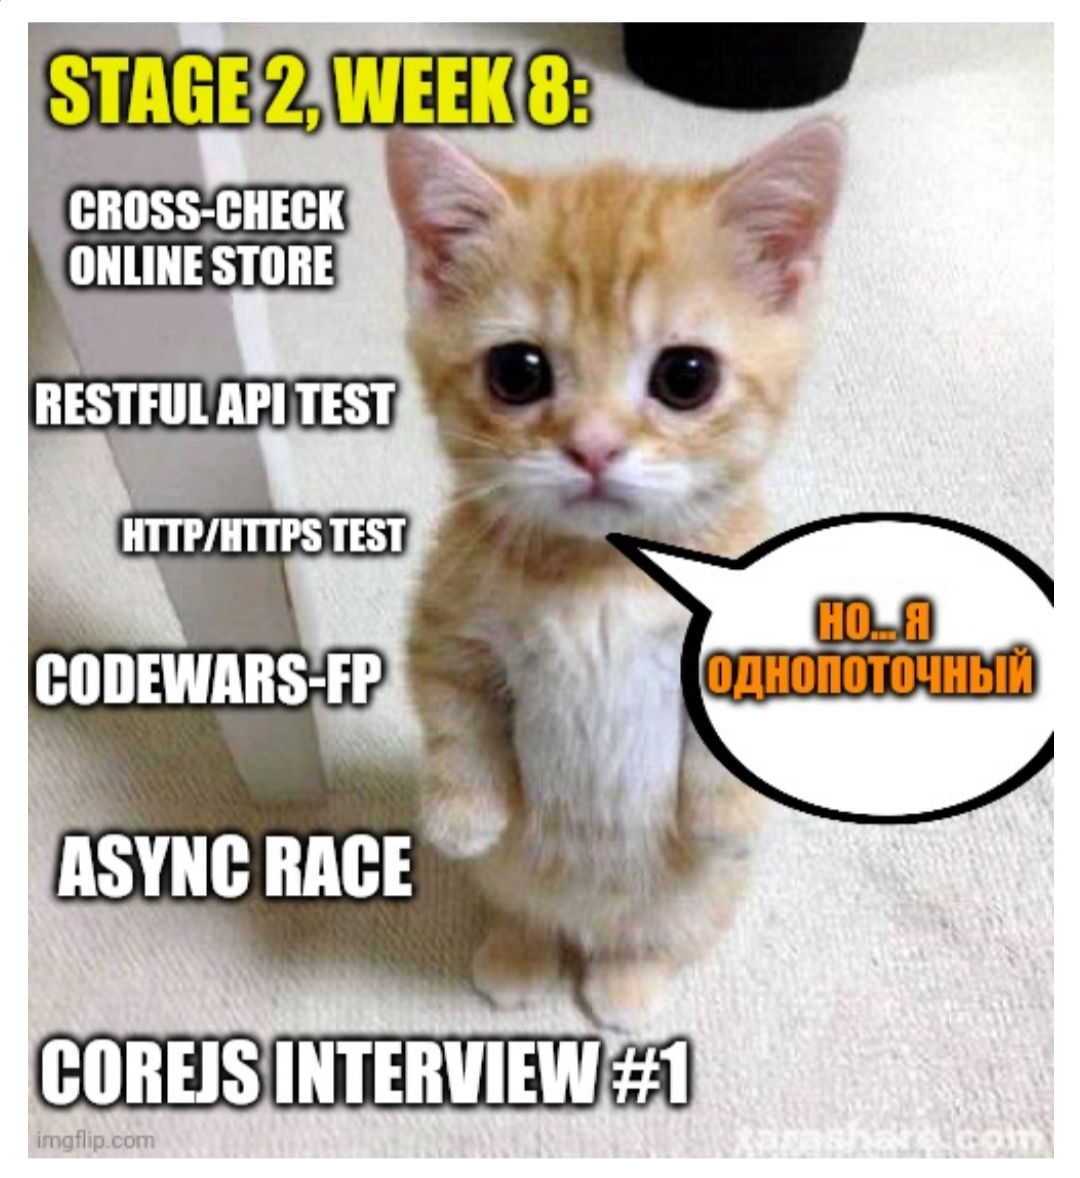 STAGE 2, WEEK 8:
CROSS-CHECK
ONLINE STORE
RESTFUL API TEST
HTTP/HTTPS TEST
НО... Я
ОДНОПОТОЧНЫЙ
CODEWARS-FP
ASYNC RACE
COREJS INTERVIEW #1
imgflip.com